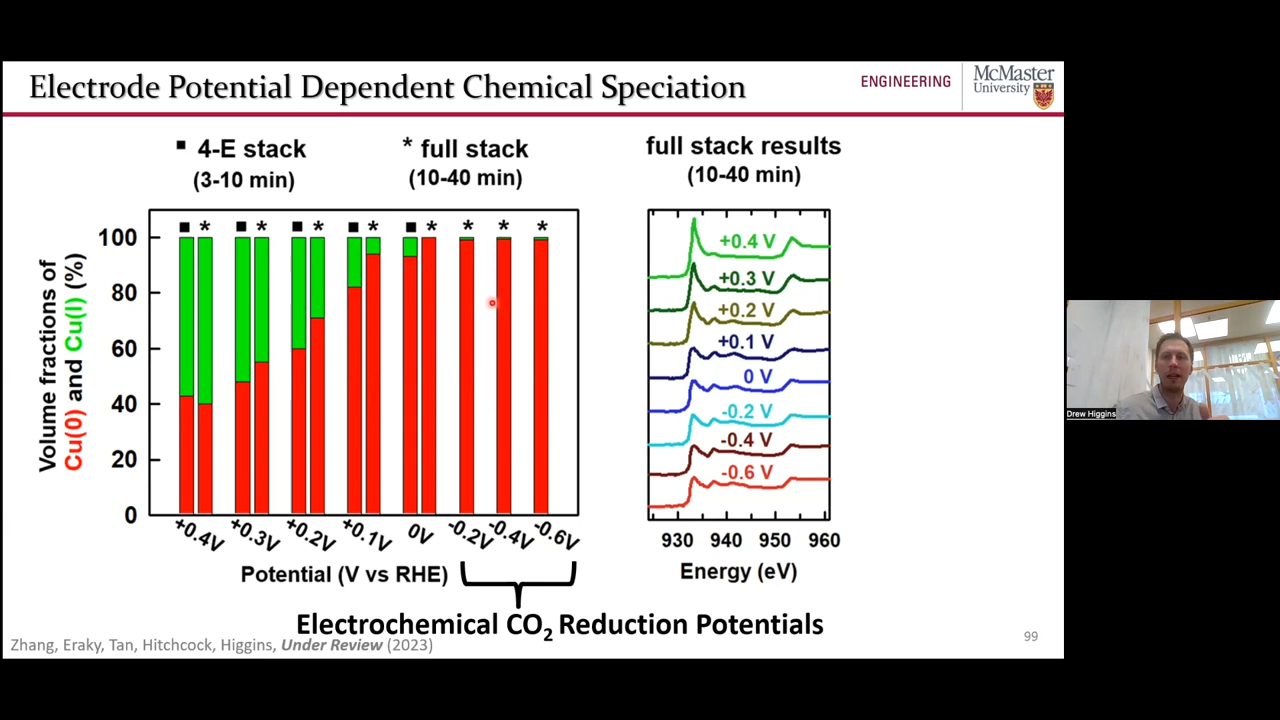 Electrode Potential Dependent Chemical Speciation
ENGINEERING
McMaster
University
■ 4-E stack
(3-10 min)
* full stack
(10-40 min)
full stack results
(10-40 min)
Volume fractions of
Cu(0) and Cu(I) (%)
■ * ■ * ■ * ■ * ■ * * * *
100
80
60
40
20
0
+0.4V +0.3V +0.2V +0.1V 0V -0.2V -0.4V -0.6V
Potential (V vs RHE)
+0.4 V
+0.3 V
+0.2 V
+0.1 V
0 V
-0.2 V
-0.4 V
-0.6 V
930 940 950 960
Energy (eV)
Electrochemical CO2 Reduction Potentials
Zhang, Eraky, Tan, Hitchcock, Higgins, Under Review (2023)
99
Drew Higgins